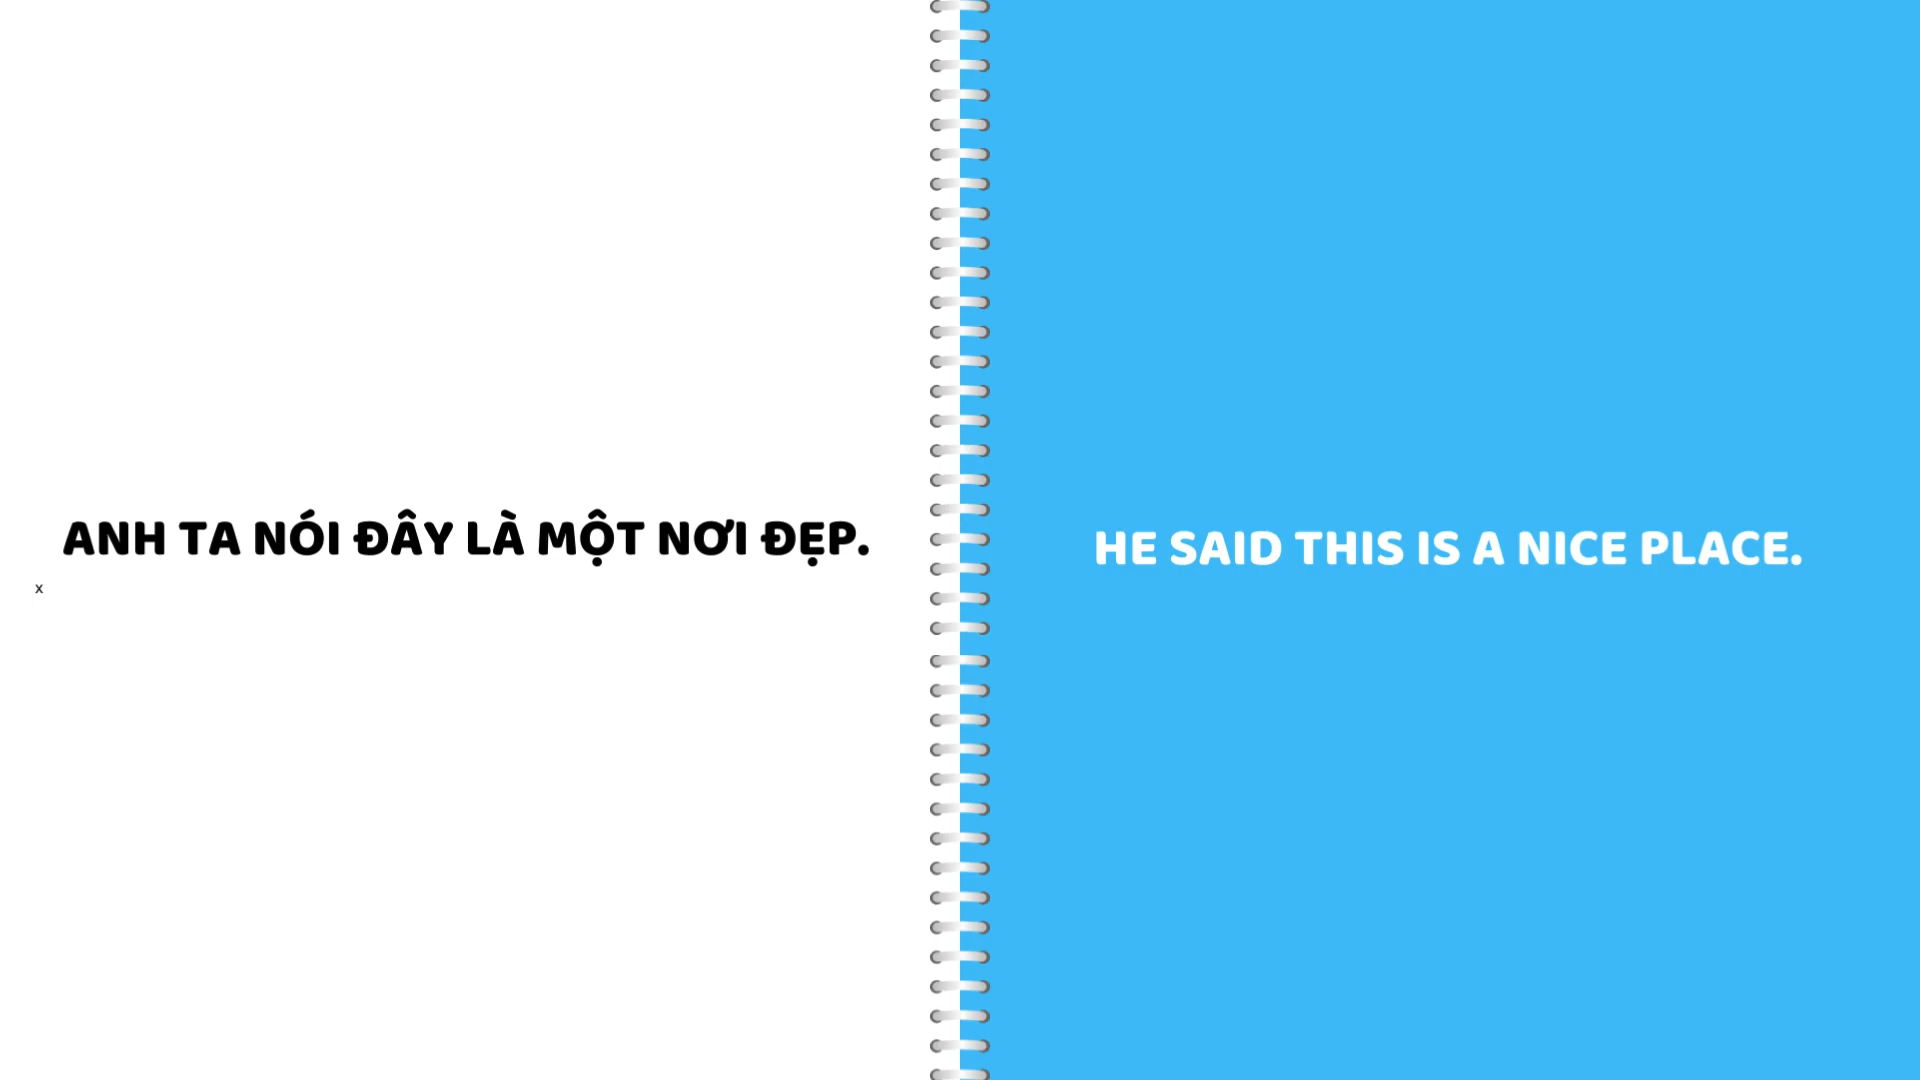 ANH TA NÓI ĐÂY LÀ MỘT NƠI ĐẸP.
x
HE SAID THIS IS A NICE PLACE.